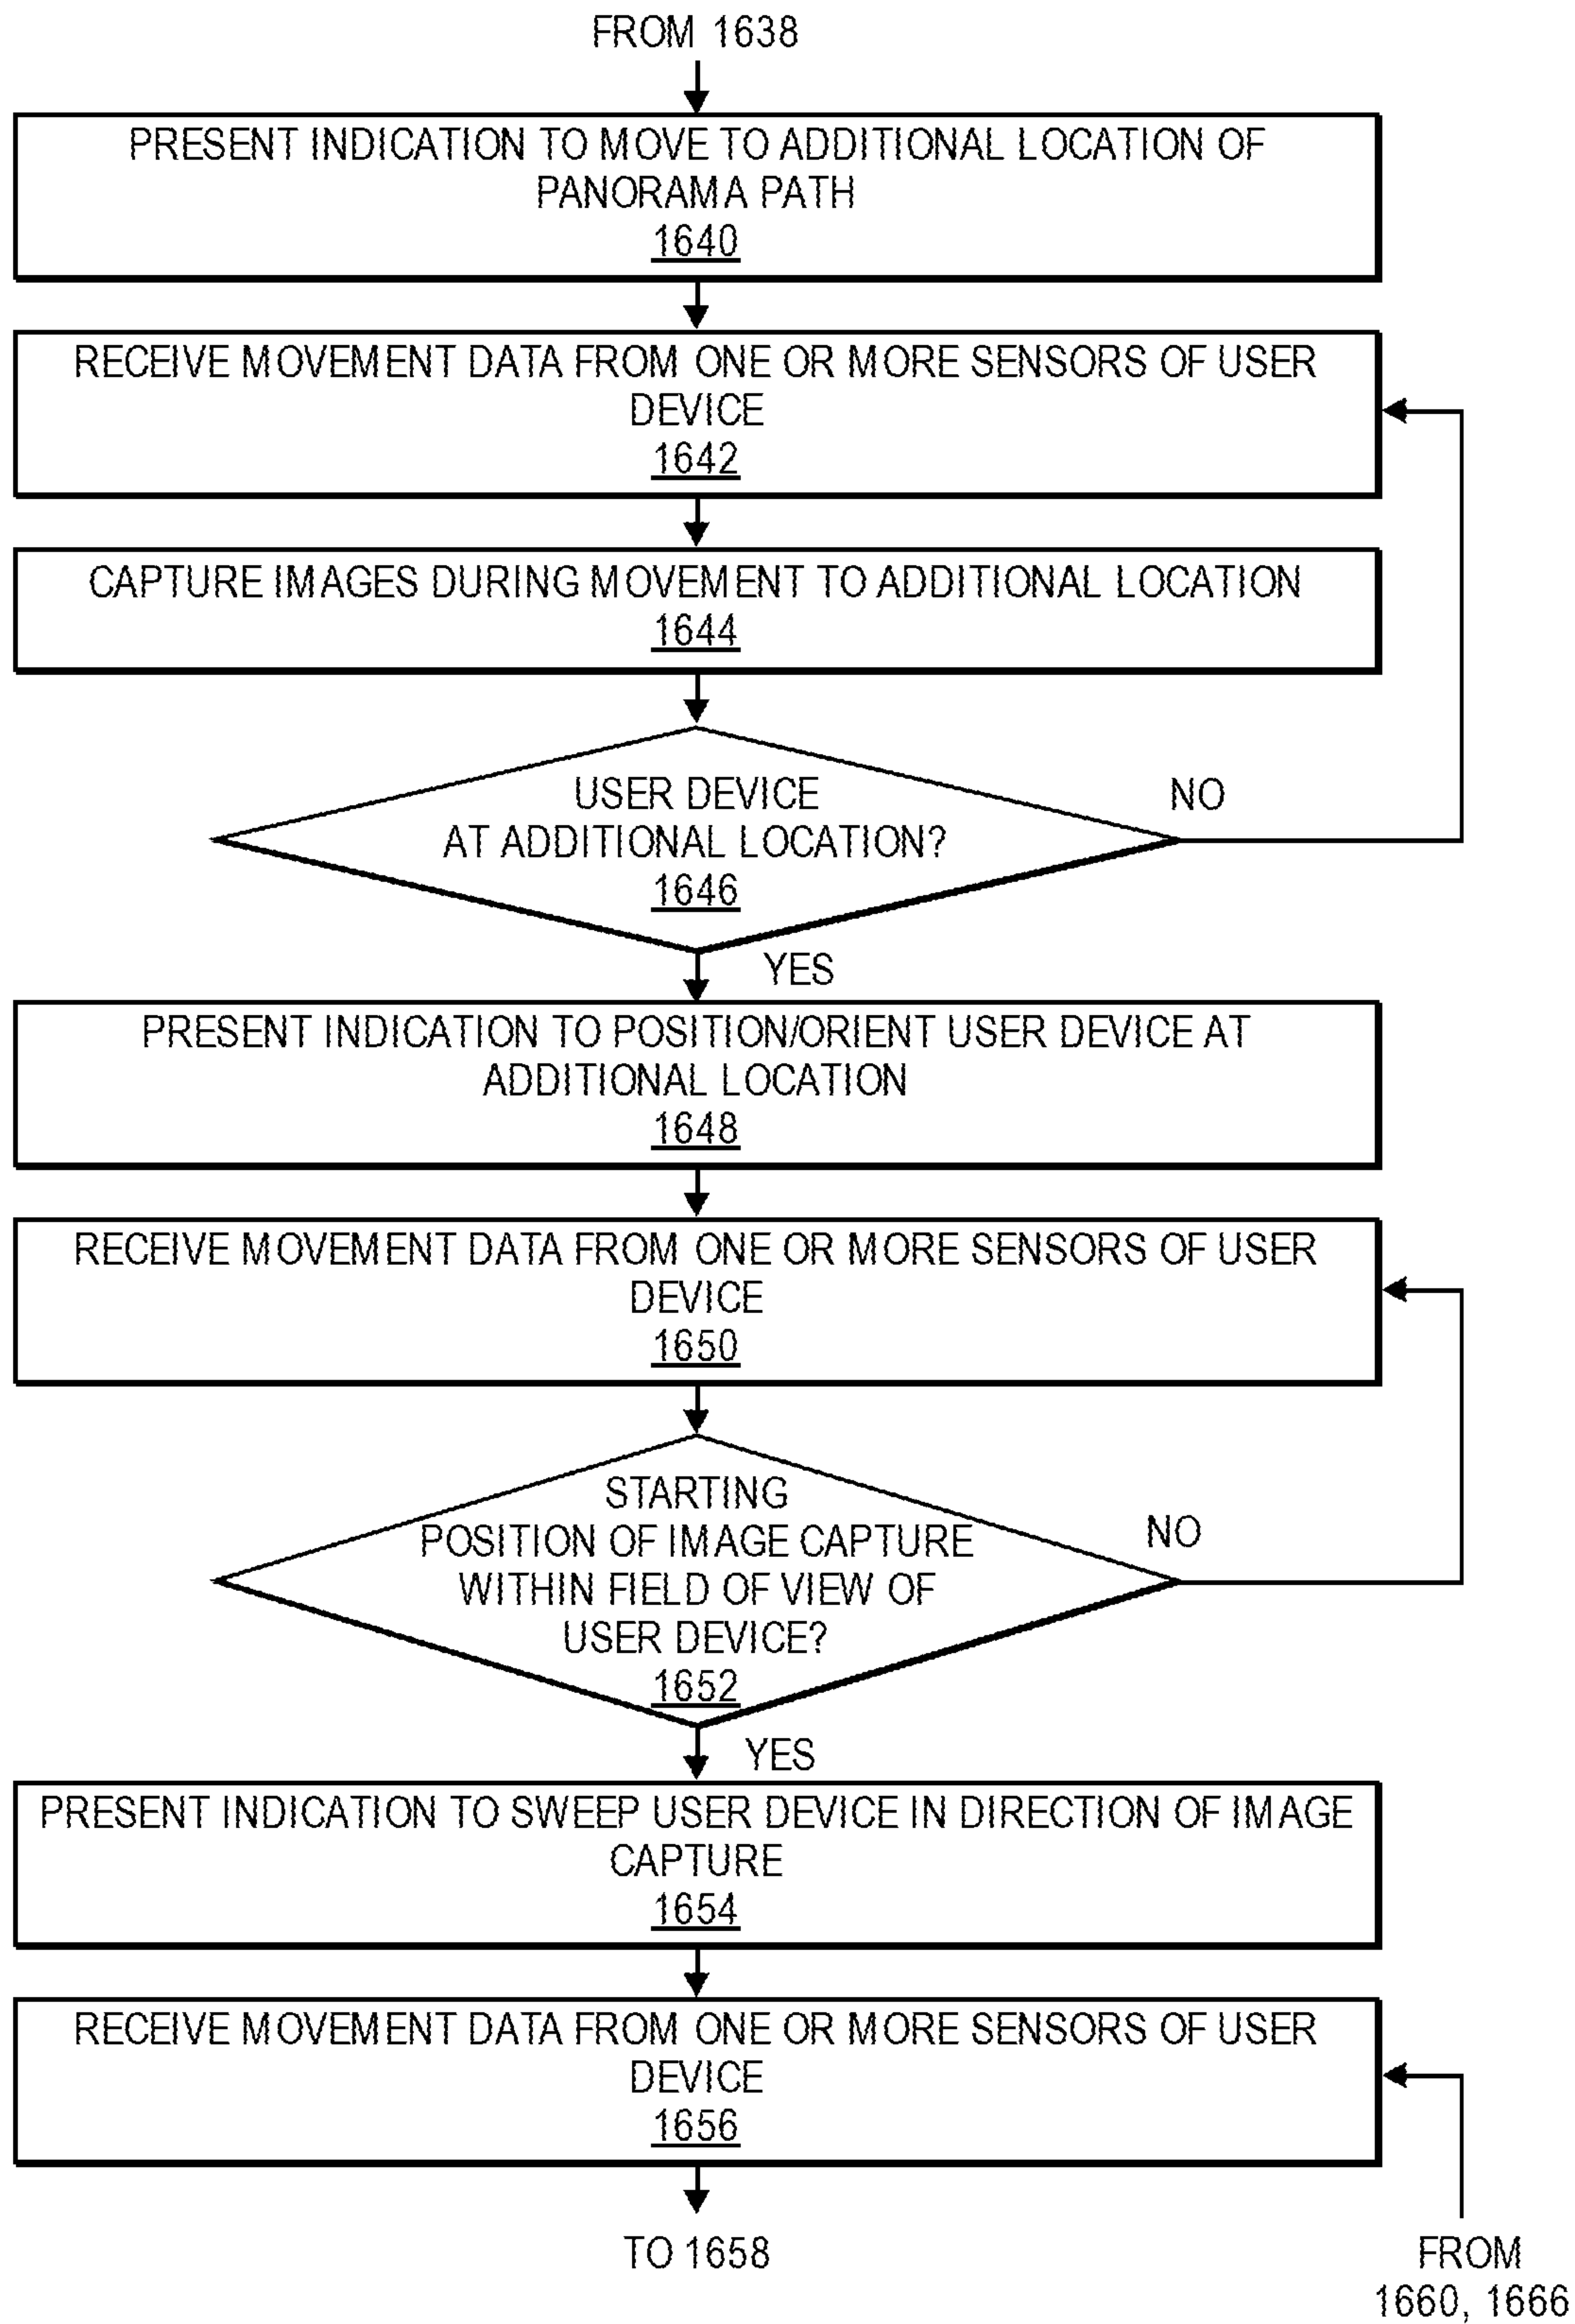 FROM 1638
PRESENT INDICATION TO MOVE TO ADDITIONAL LOCATION OF
PANORAMA PATH
1640
RECEIVE MOVEMENT DATA FROM ONE OR MORE SENSORS OF USER
DEVICE
1642
CAPTURE IMAGES DURING MOVEMENT TO ADDITIONAL LOCATION
1644
USER DEVICE
AT ADDITIONAL LOCATION?
1646
NO
YES
PRESENT INDICATION TO POSITION/ORIENT USER DEVICE AT
ADDITIONAL LOCATION
1648
RECEIVE MOVEMENT DATA FROM ONE OR MORE SENSORS OF USER
DEVICE
1650
STARTING
POSITION OF IMAGE CAPTURE
WITHIN FIELD OF VIEW OF
USER DEVICE?
1652
NO
YES
PRESENT INDICATION TO SWEEP USER DEVICE IN DIRECTION OF IMAGE
CAPTURE
1654
RECEIVE MOVEMENT DATA FROM ONE OR MORE SENSORS OF USER
DEVICE
1656
TO 1658
FROM
1660, 1666